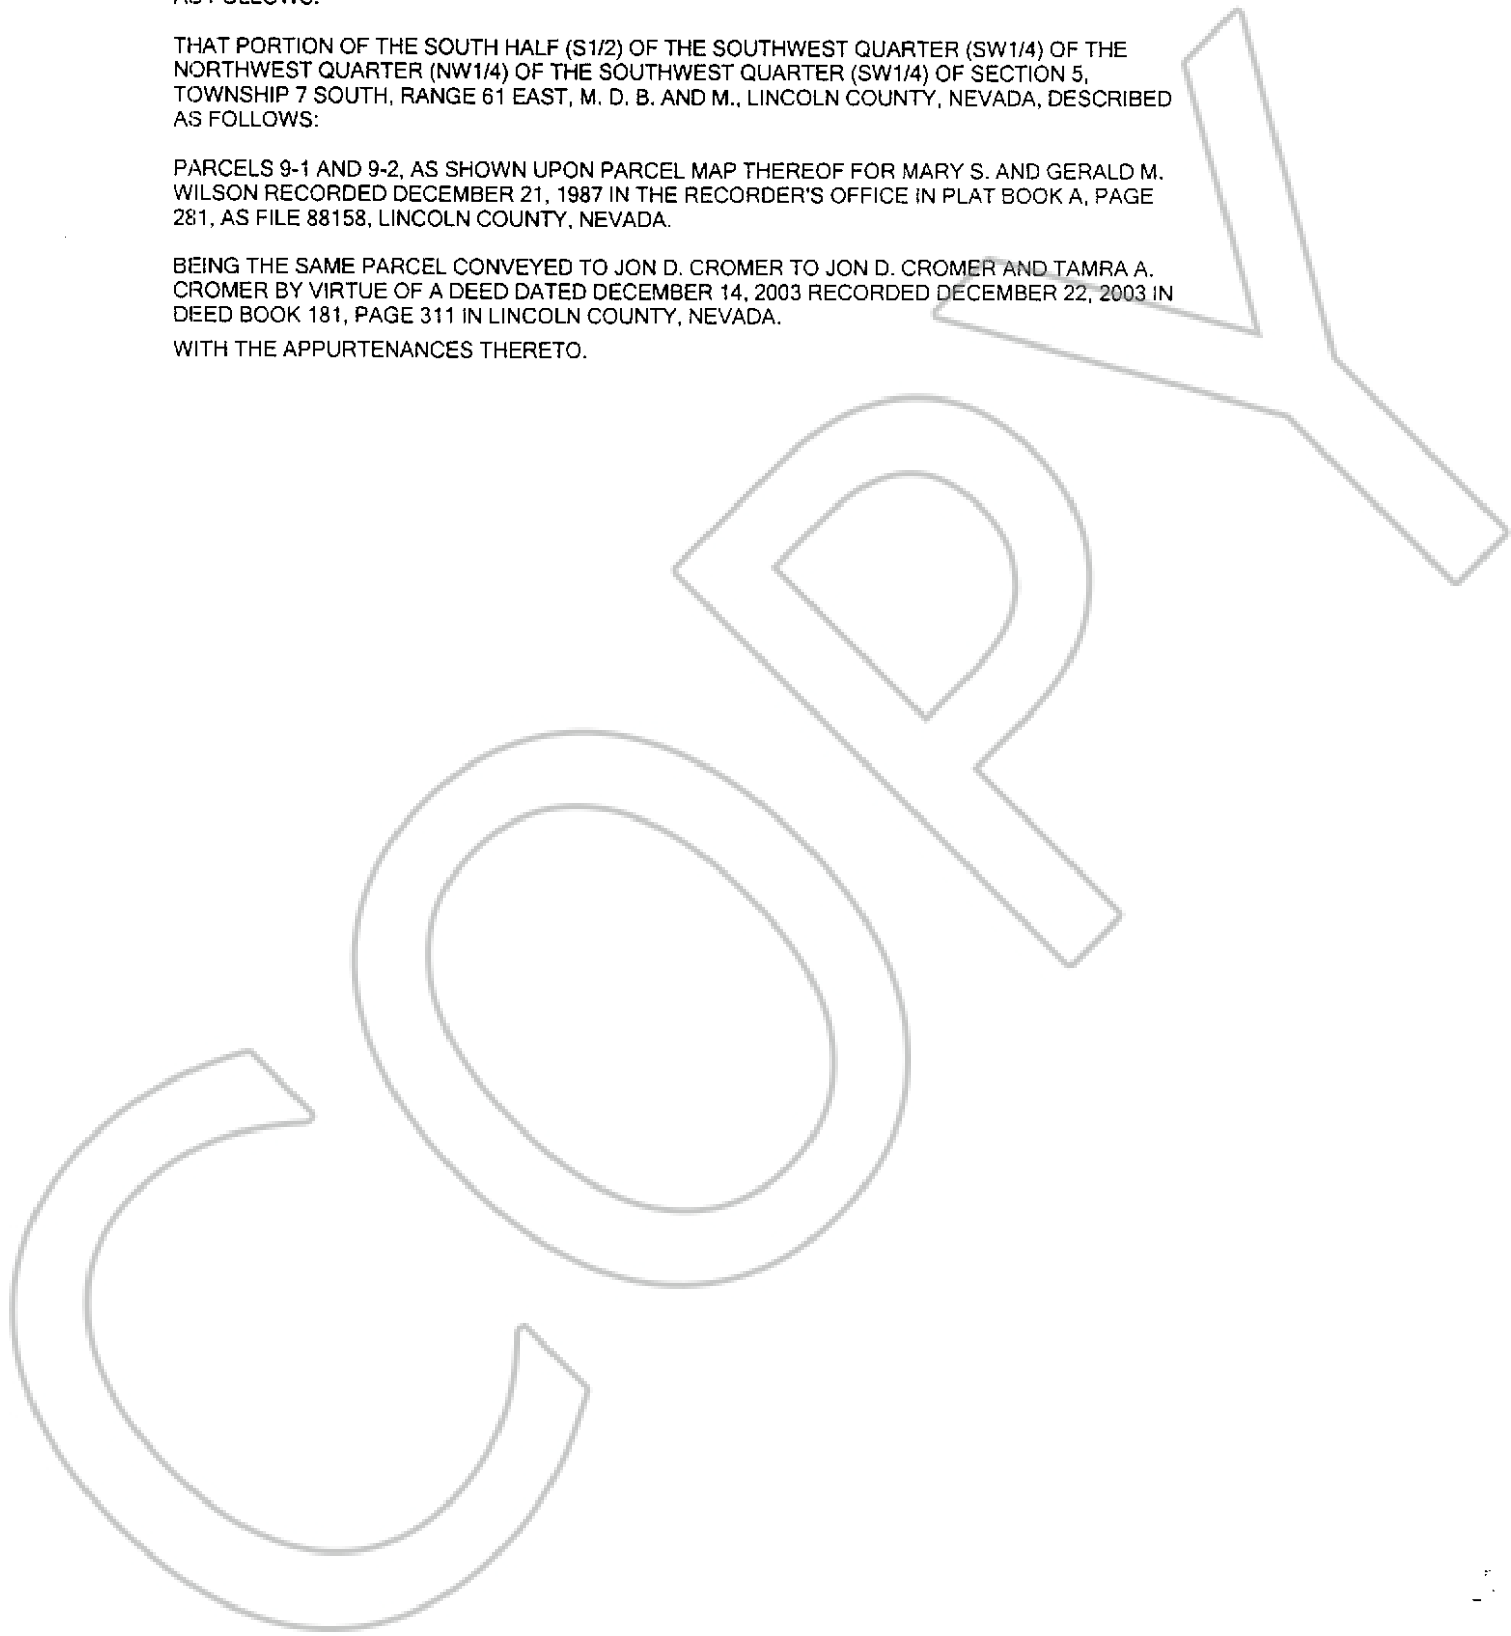 AS FOLLOWS:
THAT PORTION OF THE SOUTH HALF (S1/2) OF THE SOUTHWEST QUARTER (SW1/4) OF THE
NORTHWEST QUARTER (NW1/4) OF THE SOUTHWEST QUARTER (SW1/4) OF SECTION 5,
TOWNSHIP 7 SOUTH, RANGE 61 EAST, M. D. B. AND M., LINCOLN COUNTY, NEVADA, DESCRIBED
AS FOLLOWS:
PARCELS 9-1 AND 9-2, AS SHOWN UPON PARCEL MAP THEREOF FOR MARY S. AND GERALD M.
WILSON RECORDED DECEMBER 21, 1987 IN THE RECORDER'S OFFICE IN PLAT BOOK A, PAGE
281, AS FILE 88158, LINCOLN COUNTY, NEVADA.
BEING THE SAME PARCEL CONVEYED TO JON D. CROMER TO JON D. CROMER AND TAMRA A.
CROMER BY VIRTUE OF A DEED DATED DECEMBER 14, 2003 RECORDED DECEMBER 22, 2003 IN
DEED BOOK 181, PAGE 311 IN LINCOLN COUNTY, NEVADA.
WITH THE APPURTENANCES THERETO.
COPY